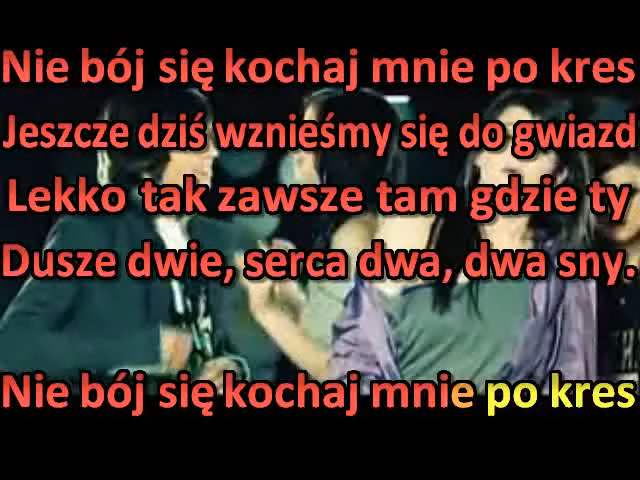 Nie bój się kochaj mnie po kres
Jeszcze dziś wznieśmy się do gwiazd
Lekko tak zawsze tam gdzie ty
Dusze dwie, serca dwa, dwa sny.
Nie bój się kochaj mnie po kres